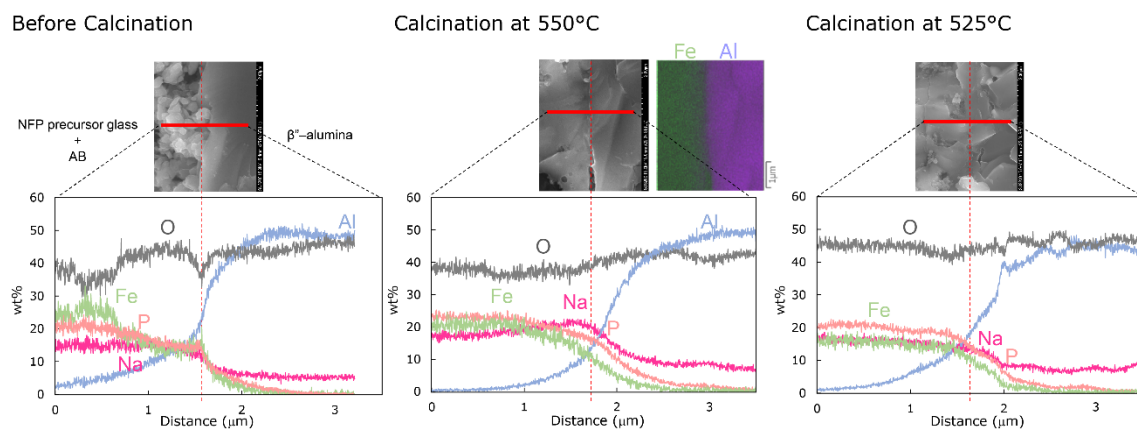 Before Calcination
Calcination at 550°C
Calcination at 525°C
Fe Al
NFP precursor glass
+
AB
β"–alumina
1μm
60
50
40
30
20
10
0
wt%
O
Al
Fe
P
Na
0 1 2 3
Distance (μm)
60
50
40
30
20
10
0
wt%
O
Al
Fe
Na
P
0 1 2 3
Distance (μm)
60
50
40
30
20
10
0
wt%
O
Al
Fe
Na
P
0 1 2 3
Distance (μm)